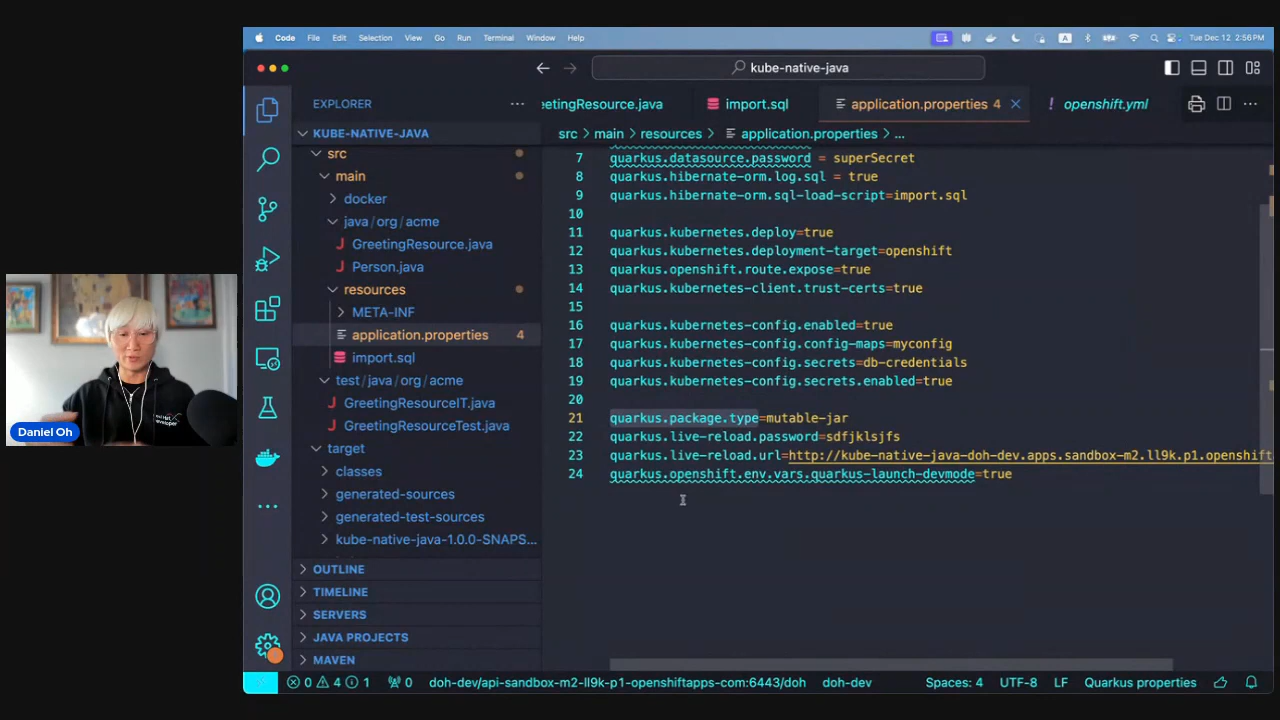 Code File Edit Selection View Go Run Terminal Window Help A Tue Dec 12 2:56 PM
kube-native-java
EXPLORER
etingResource.java import.sql application.properties 4 ! openshift.yml
KUBE-NATIVE-JAVA
src main resources application.properties ...
src
main
docker
java / org / acme
J GreetingResource.java
J Person.java
resources
META-INF
application.properties 4
import.sql
test / java / org / acme
J GreetingResourceIT.java
J GreetingResourceTest.java
target
classes
generated-sources
generated-test-sources
kube-native-java-1.0.0-SNAPS...
OUTLINE
TIMELINE
SERVERS
JAVA PROJECTS
MAVEN
7 quarkus.datasource.password = superSecret
8 quarkus.hibernate-orm.log.sql = true
9 quarkus.hibernate-orm.sql-load-script=import.sql
10
11 quarkus.kubernetes.deploy=true
12 quarkus.kubernetes.deployment-target=openshift
13 quarkus.openshift.route.expose=true
14 quarkus.kubernetes-client.trust-certs=true
15
16 quarkus.kubernetes-config.enabled=true
17 quarkus.kubernetes-config.config-maps=myconfig
18 quarkus.kubernetes-config.secrets=db-credentials
19 quarkus.kubernetes-config.secrets.enabled=true
20
21 quarkus.package.type=mutable-jar
22 quarkus.live-reload.password=sdfjklsjfs
23 quarkus.live-reload.url=http://kube-native-java-doh-dev.apps.sandbox-m2.ll9k.p1.openshift
24 quarkus.openshift.env.vars.quarkus-launch-devmode=true
Daniel Oh
0 4 1 0 doh-dev/api-sandbox-m2-ll9k-p1-openshiftapps-com:6443/doh doh-dev Spaces: 4 UTF-8 LF Quarkus properties